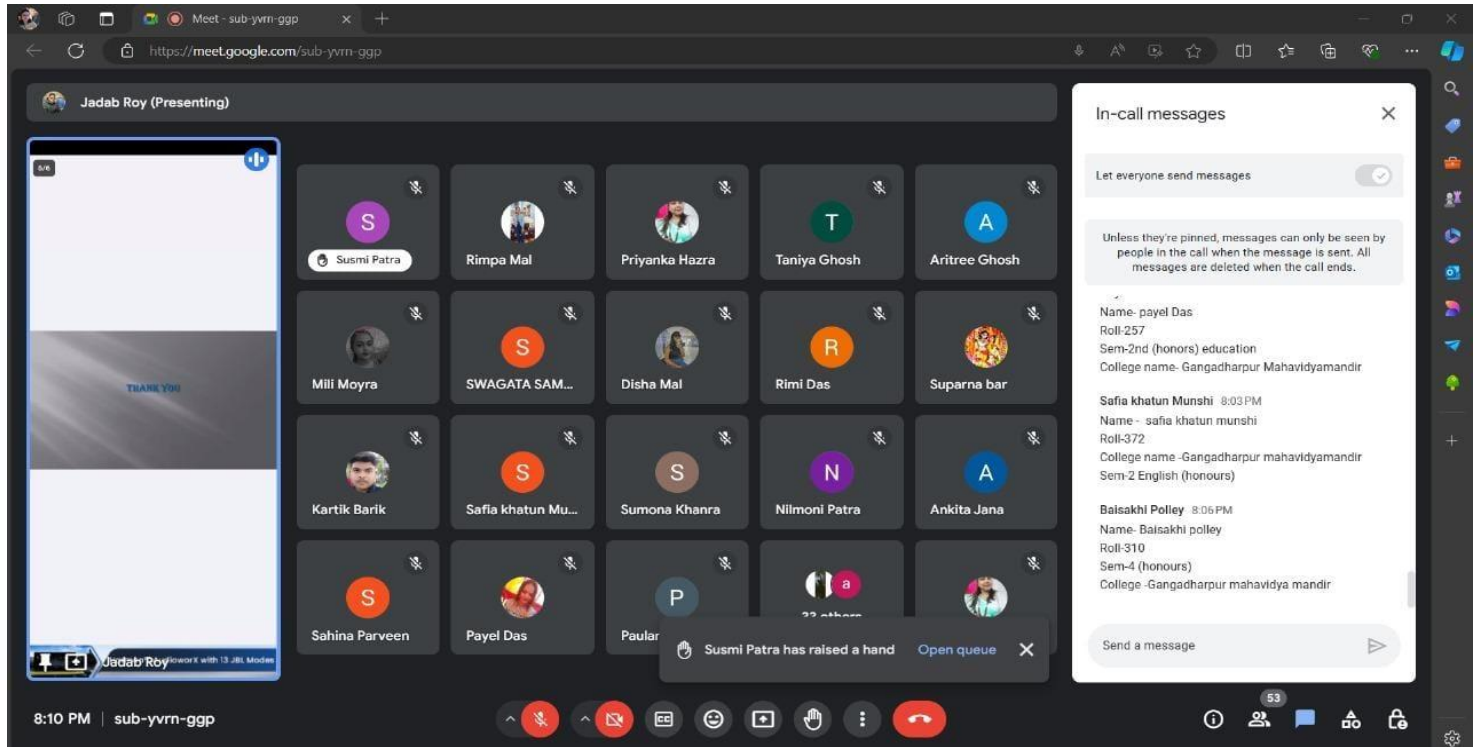 Meet - sub-yvrn-ggp
https://meet.google.com/sub-yvrn-ggp
Jadab Roy (Presenting)
THANK YOU
Jadab Roy
with 13 JBL Modes
S
Susmi Patra
Rimpa Mal
Priyanka Hazra
T
Taniya Ghosh
A
Aritree Ghosh
Mili Moyra
S
SWAGATA SAM...
Disha Mal
R
Rimi Das
Suparna bar
Kartik Barik
S
Safia khatun Mu...
S
Sumona Khanra
N
Nilmoni Patra
A
Ankita Jana
S
Sahina Parveen
Payel Das
P
a
Susmi Patra has raised a hand Open queue
In-call messages
Let everyone send messages
Unless they're pinned, messages can only be seen by
people in the call when the message is sent. All
messages are deleted when the call ends.
Name- payel Das
Roll-257
Sem-2nd (honors) education
College name- Gangadharpur Mahavidyamandir
Safia khatun Munshi 8:03 PM
Name - safia khatun munshi
Roll-372
College name -Gangadharpur mahavidyamandir
Sem-2 English (honours)
Baisakhi Polley 8:06 PM
Name- Baisakhi polley
Roll-310
Sem-4 (honours)
College -Gangadharpur mahavidya mandir
Send a message
8:10 PM | sub-yvrn-ggp
53